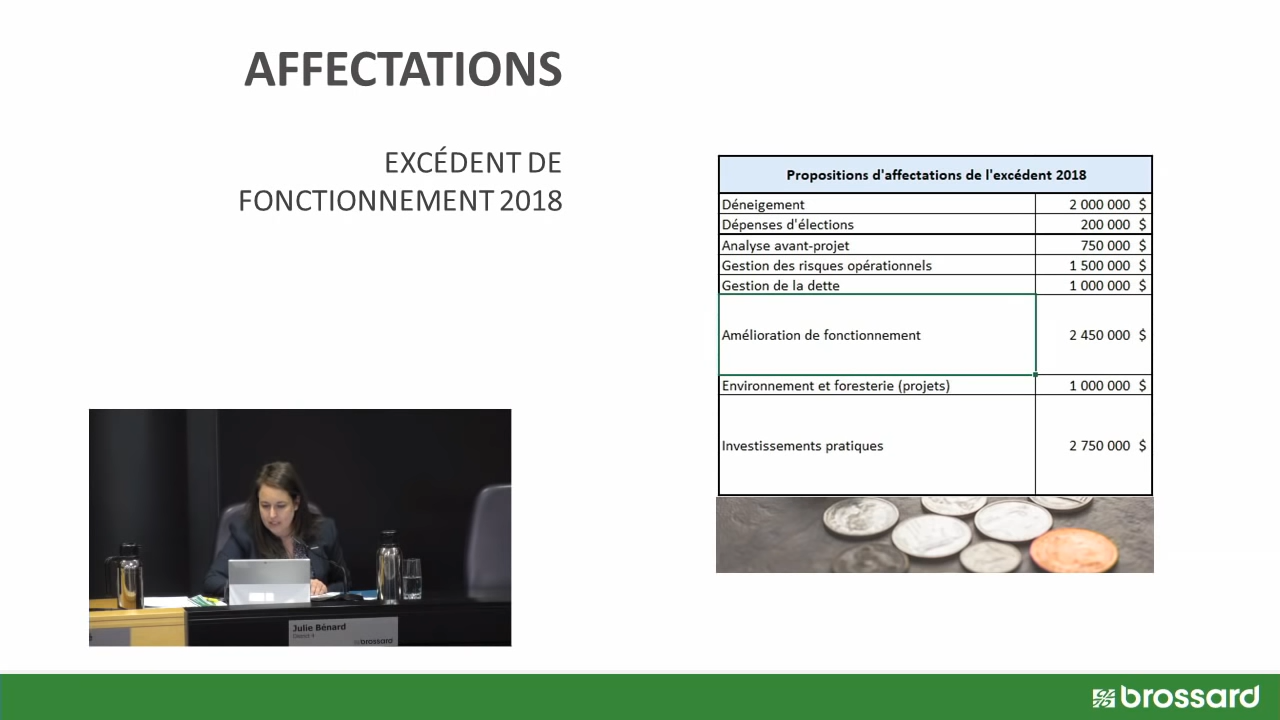 AFFECTATIONS
EXCÉDENT DE
FONCTIONNEMENT 2018
Propositions d'affectations de l'excédent 2018
Déneigement 2 000 000 $
Dépenses d'élections 200 000 $
Analyse avant-projet 750 000 $
Gestion des risques opérationnels 1 500 000 $
Gestion de la dette 1 000 000 $
Amélioration de fonctionnement 2 450 000 $
Environnement et foresterie (projets) 1 000 000 $
Investissements pratiques 2 750 000 $
Julie Bénard
District 4
brossard
brossard